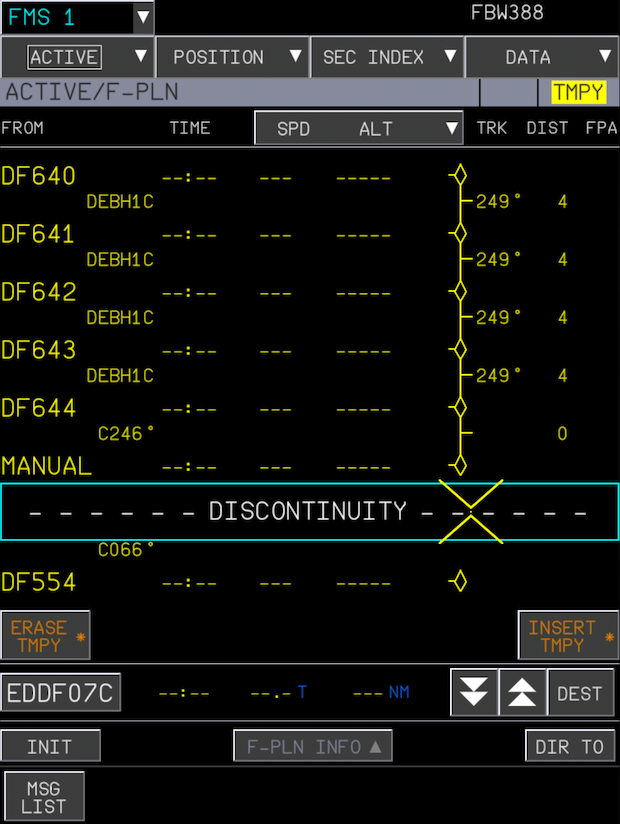 FMS 1 ▼ FBW388
ACTIVE ▼ POSITION ▼ SEC INDEX ▼ DATA ▼
ACTIVE/F-PLN TMPY
FROM TIME SPD ALT ▼ TRK DIST FPA
DF640 --:-- --- -----
DEBH1C 249° 4
DF641 --:-- --- -----
DEBH1C 249° 4
DF642 --:-- --- -----
DEBH1C 249° 4
DF643 --:-- --- -----
DEBH1C 249° 4
DF644 --:-- --- -----
C246° 0
MANUAL --:-- --- -----
- - - - - - DISCONTINUITY - - - - - -
C066°
DF554 --:-- --- -----
ERASE
TMPY *
INSERT
TMPY *
EDDF07C --:-- --.- T --- NM DEST
INIT F-PLN INFO ▲ DIR TO
MSG
LIST